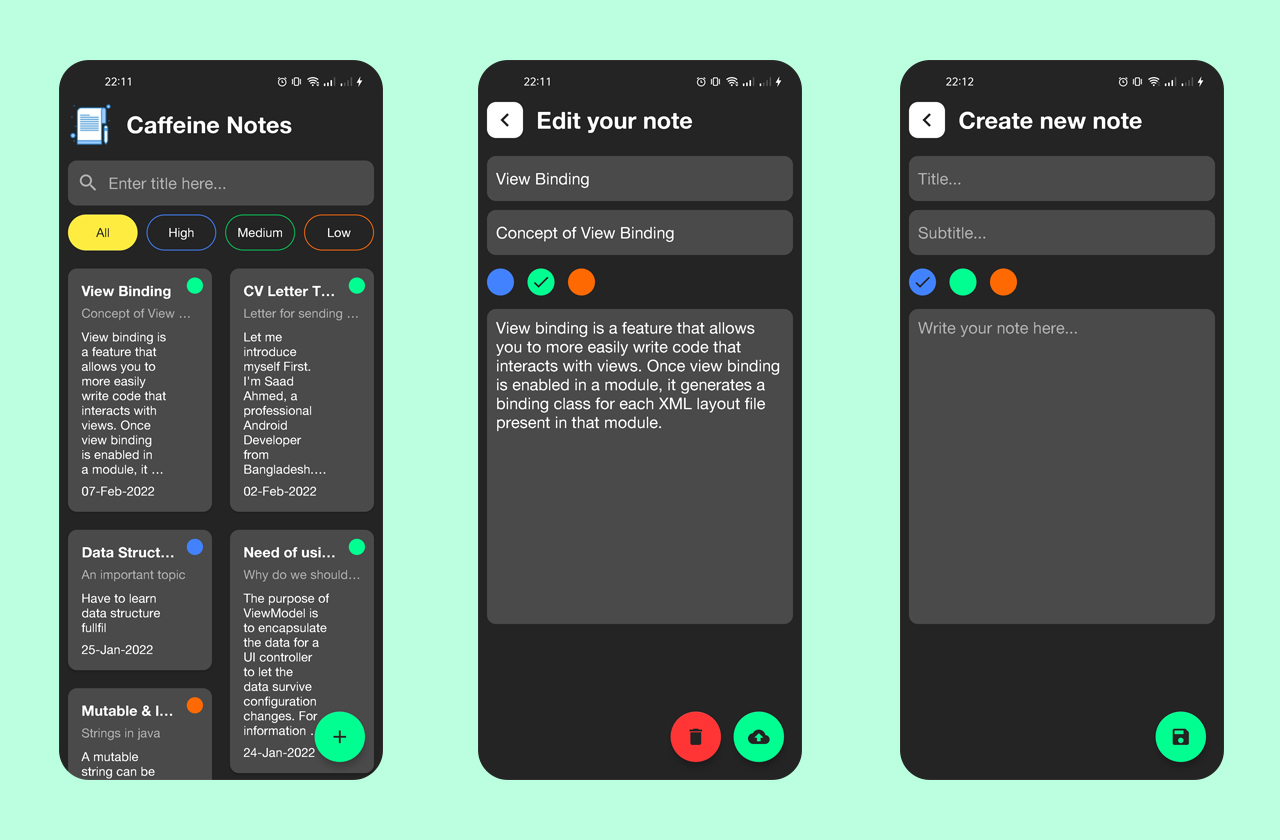 22:11
Caffeine Notes
Enter title here...
All
High
Medium
Low
View Binding
Concept of View ...
View binding is
a feature that
allows you to
more easily
write code that
interacts with
views. Once
view binding
is enabled in
a module, it ...
07-Feb-2022
CV Letter T...
Letter for sending ...
Let me
introduce
myself First.
I'm Saad
Ahmed, a
professional
Android
Developer
from
Bangladesh....
02-Feb-2022
Data Struct...
An important topic
Have to learn
data structure
fullfil
25-Jan-2022
Need of usi...
Why do we should...
The purpose of
ViewModel is
to encapsulate
the data for a
UI controller
to let the
data survive
configuration
changes. For
information .
24-Jan-2022
Mutable & I...
Strings in java
A mutable
string can be
22:11
Edit your note
View Binding
Concept of View Binding
View binding is a feature that allows
you to more easily write code that
interacts with views. Once view binding
is enabled in a module, it generates a
binding class for each XML layout file
present in that module.
22:12
Create new note
Title...
Subtitle...
Write your note here...